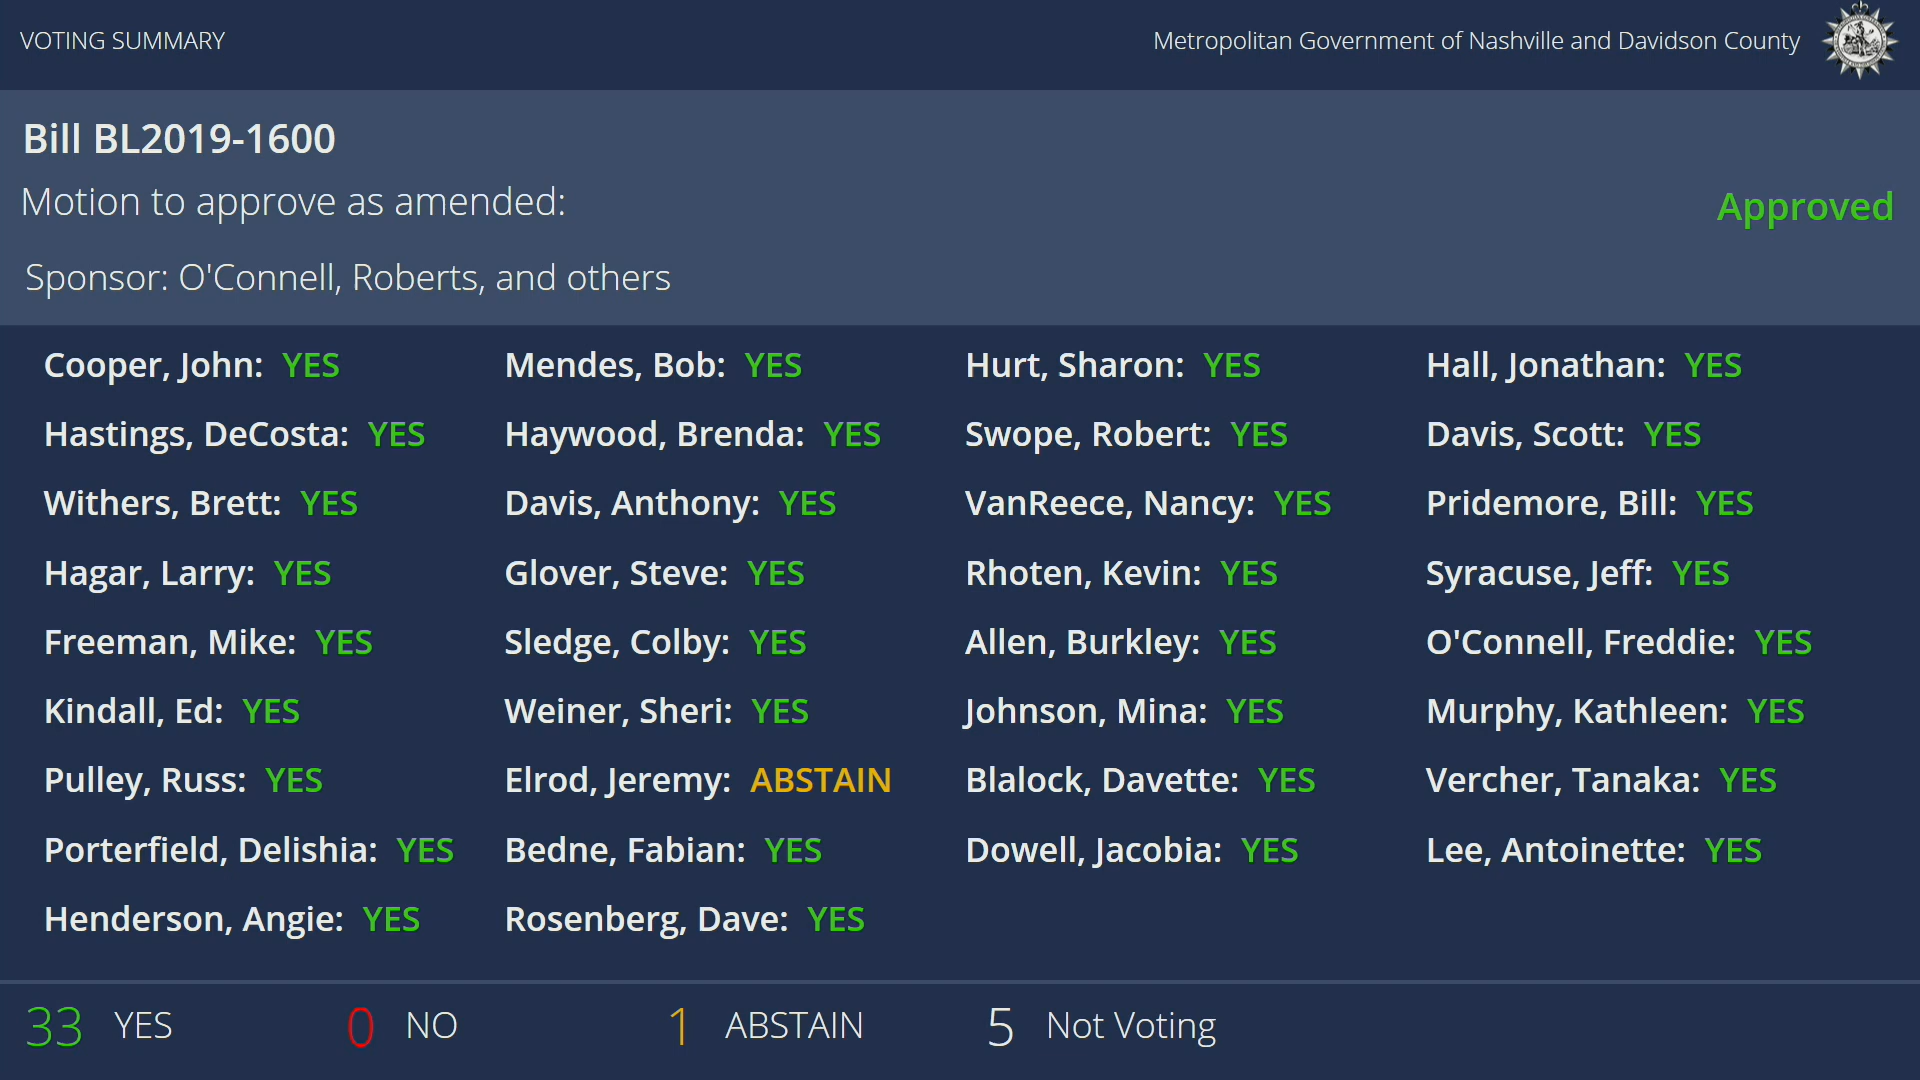 VOTING SUMMARY
Metropolitan Government of Nashville and Davidson County
Bill BL2019-1600
Motion to approve as amended:
Approved
Sponsor: O'Connell, Roberts, and others
Cooper, John: YES Mendes, Bob: YES Hurt, Sharon: YES Hall, Jonathan: YES
Hastings, DeCosta: YES Haywood, Brenda: YES Swope, Robert: YES Davis, Scott: YES
Withers, Brett: YES Davis, Anthony: YES VanReece, Nancy: YES Pridemore, Bill: YES
Hagar, Larry: YES Glover, Steve: YES Rhoten, Kevin: YES Syracuse, Jeff: YES
Freeman, Mike: YES Sledge, Colby: YES Allen, Burkley: YES O'Connell, Freddie: YES
Kindall, Ed: YES Weiner, Sheri: YES Johnson, Mina: YES Murphy, Kathleen: YES
Pulley, Russ: YES Elrod, Jeremy: ABSTAIN Blalock, Davette: YES Vercher, Tanaka: YES
Porterfield, Delishia: YES Bedne, Fabian: YES Dowell, Jacobia: YES Lee, Antoinette: YES
Henderson, Angie: YES Rosenberg, Dave: YES
33 YES 0 NO 1 ABSTAIN 5 Not Voting